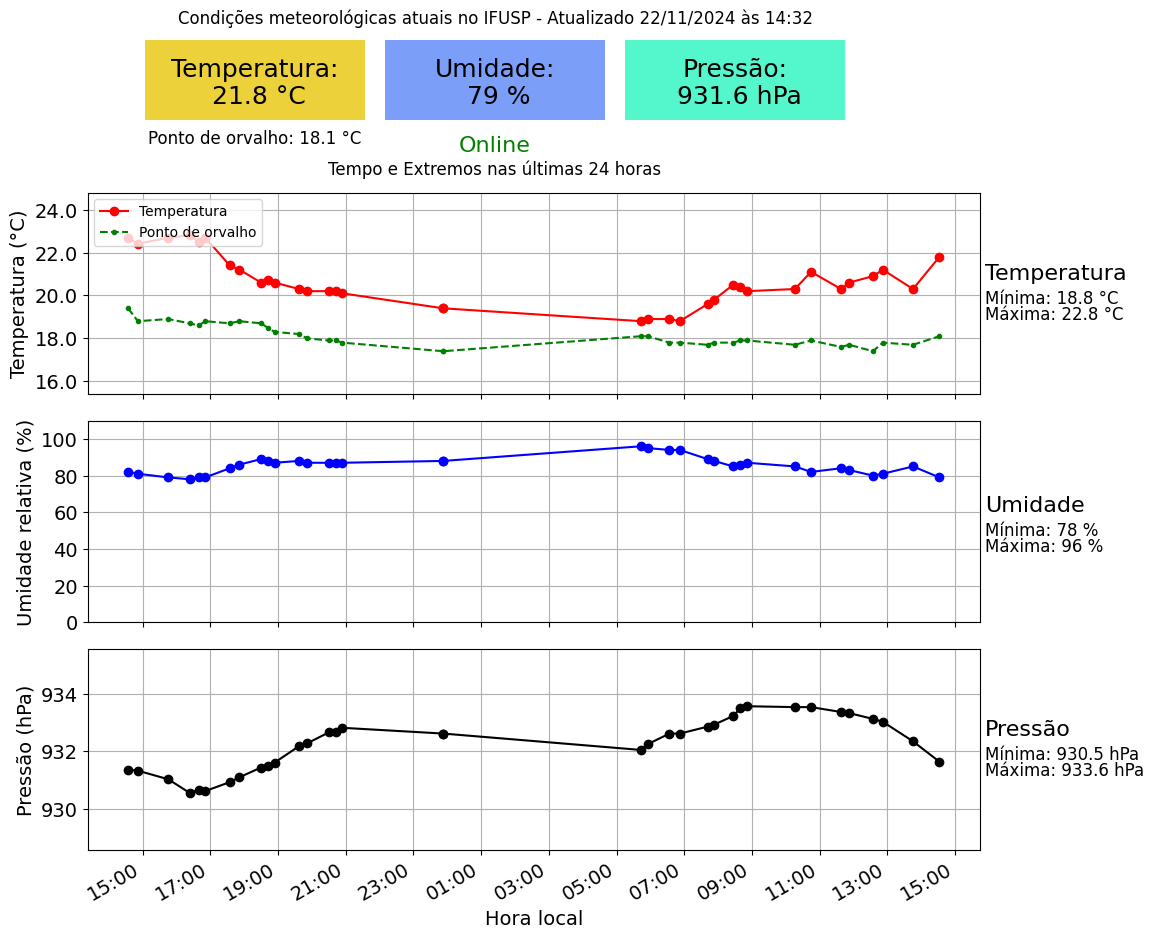 Condições meteorológicas atuais no IFUSP - Atualizado 22/11/2024 às 14:32
Temperatura:
21.8 °C
Umidade:
79 %
Pressão:
931.6 hPa
Ponto de orvalho: 18.1 °C
Online
Tempo e Extremos nas últimas 24 horas
Temperatura (°C)
24.0
22.0
20.0
18.0
16.0
Temperatura
Ponto de orvalho
Temperatura
Mínima: 18.8 °C
Máxima: 22.8 °C
Umidade relativa (%)
100
80
60
40
20
0
Umidade
Mínima: 78 %
Máxima: 96 %
Pressão (hPa)
934
932
930
Pressão
Mínima: 930.5 hPa
Máxima: 933.6 hPa
15:00 17:00 19:00 21:00 23:00 01:00 03:00 05:00 07:00 09:00 11:00 13:00 15:00
Hora local